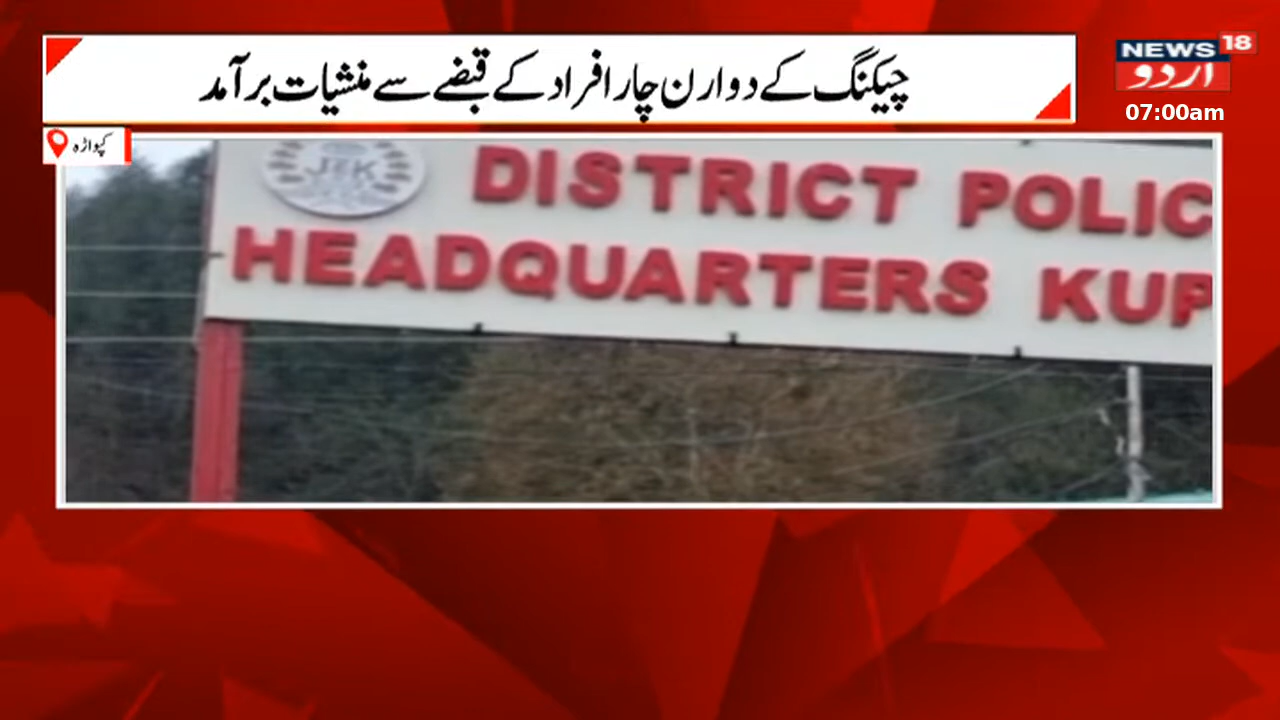 چیکنگ کے دوارن چار افراد کے قبضے سے منشیات برآمد
NEWS 18
اردو
07:00am
کپواڑہ
J&K
DISTRICT POLIC
HEADQUARTERS KUP